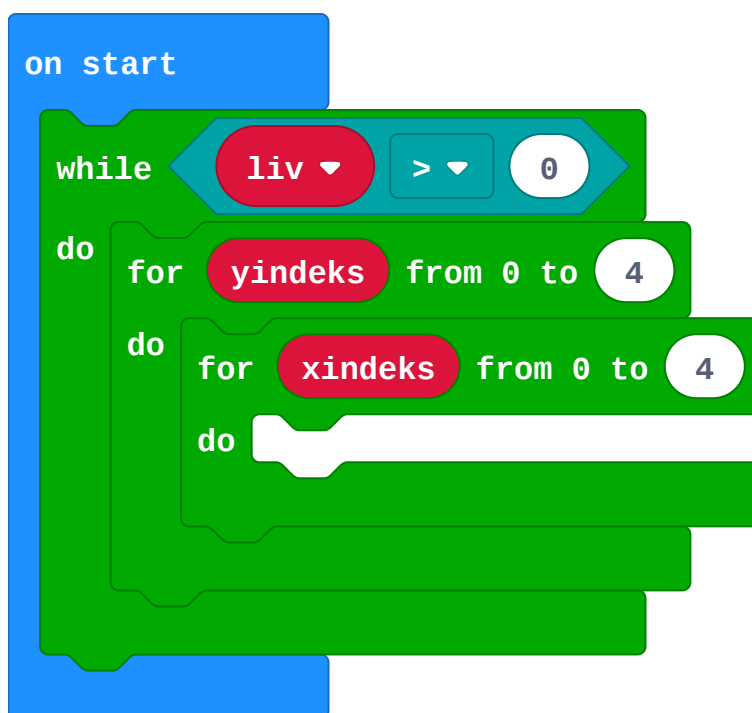 on start
while liv > 0
do
for yindeks from 0 to 4
do
for xindeks from 0 to 4
do